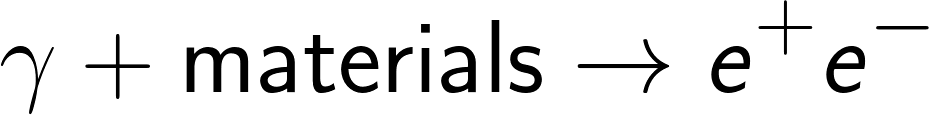 γ + materials → e⁺e⁻